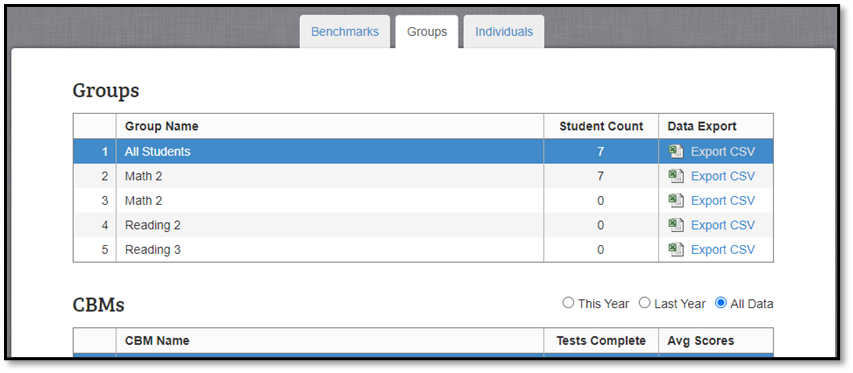 Benchmarks Groups Individuals
Groups
Group Name Student Count Data Export
1 All Students 7 Export CSV
2 Math 2 7 Export CSV
3 Math 2 0 Export CSV
4 Reading 2 0 Export CSV
5 Reading 3 0 Export CSV
CBMs This Year Last Year All Data
CBM Name Tests Complete Avg Scores